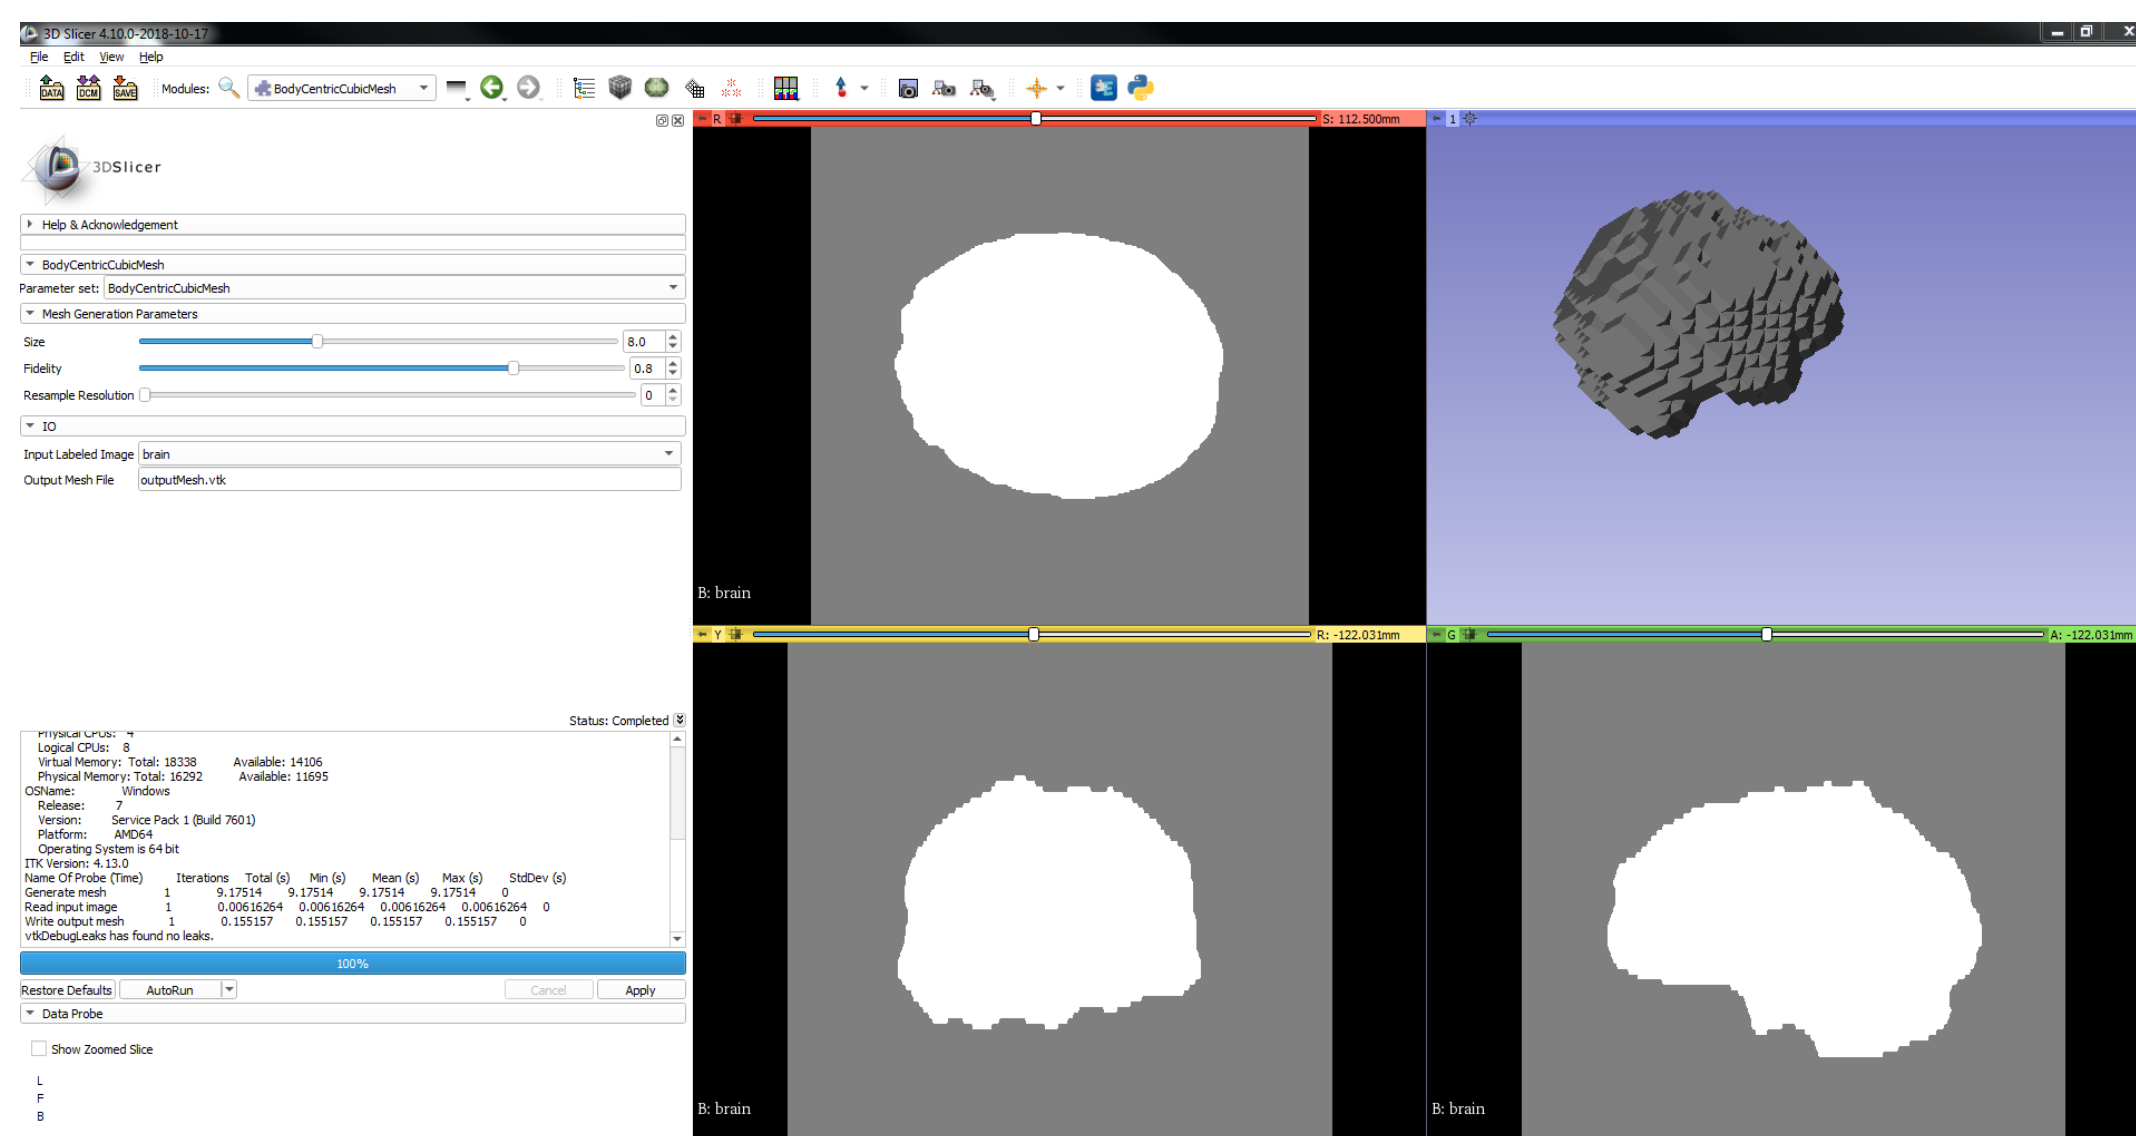 3D Slicer 4.10.0-2018-10-17
File Edit View Help
DATA DCM SAVE Modules: BodyCentricCubicMesh
3DSlicer
Help & Acknowledgement
BodyCentricCubicMesh
Parameter set: BodyCentricCubicMesh
Mesh Generation Parameters
Size 8.0
Fidelity 0.8
Resample Resolution 0
IO
Input Labeled Image brain
Output Mesh File outputMesh.vtk
Status: Completed
Physical CPUs: 4
Logical CPUs: 8
Virtual Memory: Total: 18338 Available: 14106
Physical Memory: Total: 16292 Available: 11695
OSName: Windows
Release: 7
Version: Service Pack 1 (Build 7601)
Platform: AMD64
Operating System is 64 bit
ITK Version: 4.13.0
Name Of Probe (Time) Iterations Total (s) Min (s) Mean (s) Max (s) StdDev (s)
Generate mesh 1 9.17514 9.17514 9.17514 9.17514 0
Read input image 1 0.00616264 0.00616264 0.00616264 0.00616264 0
Write output mesh 1 0.155157 0.155157 0.155157 0.155157 0
vtkDebugLeaks has found no leaks.
100%
Restore Defaults AutoRun Cancel Apply
Data Probe
Show Zoomed Slice
L
F
B
R S: 112.500mm
B: brain
1
Y R: -122.031mm
B: brain
G A: -122.031mm
B: brain